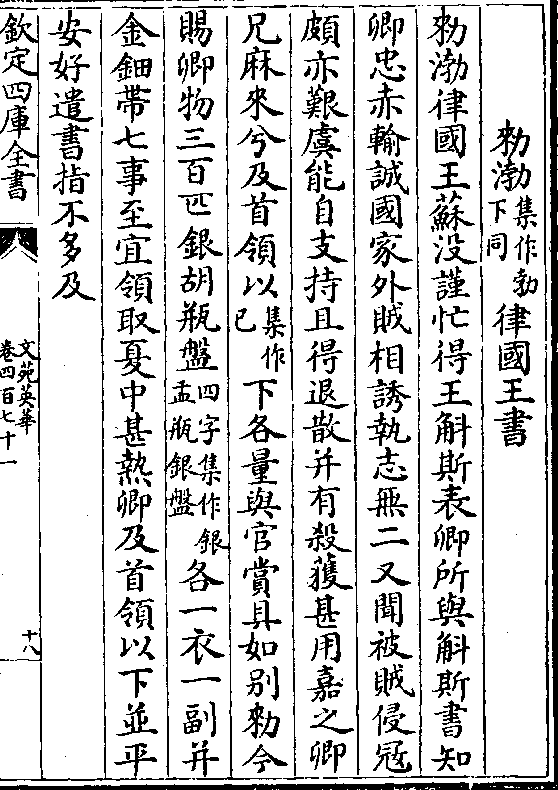 勑渤集作勃下同律國王書
勑渤律國王蘇没謹忙得王斛斯表卿所與斛斯書知
卿忠赤輸誠國家外賊相誘執志無二又聞被賊侵冦
頗亦艱虞能自支持且得退散并有殺獲甚用嘉之卿
兄麻來兮及首領以集作已下各量與官賞具如别勑今
賜卿物三百匹銀胡瓶盤四字集作銀盂瓶銀盤各一衣一副并
金鈿帶七事至宜領取夏中甚熱卿及首領以下並平
安好遣書指不多及
欽定四庫全書
文苑英華
卷四百七十一
十八